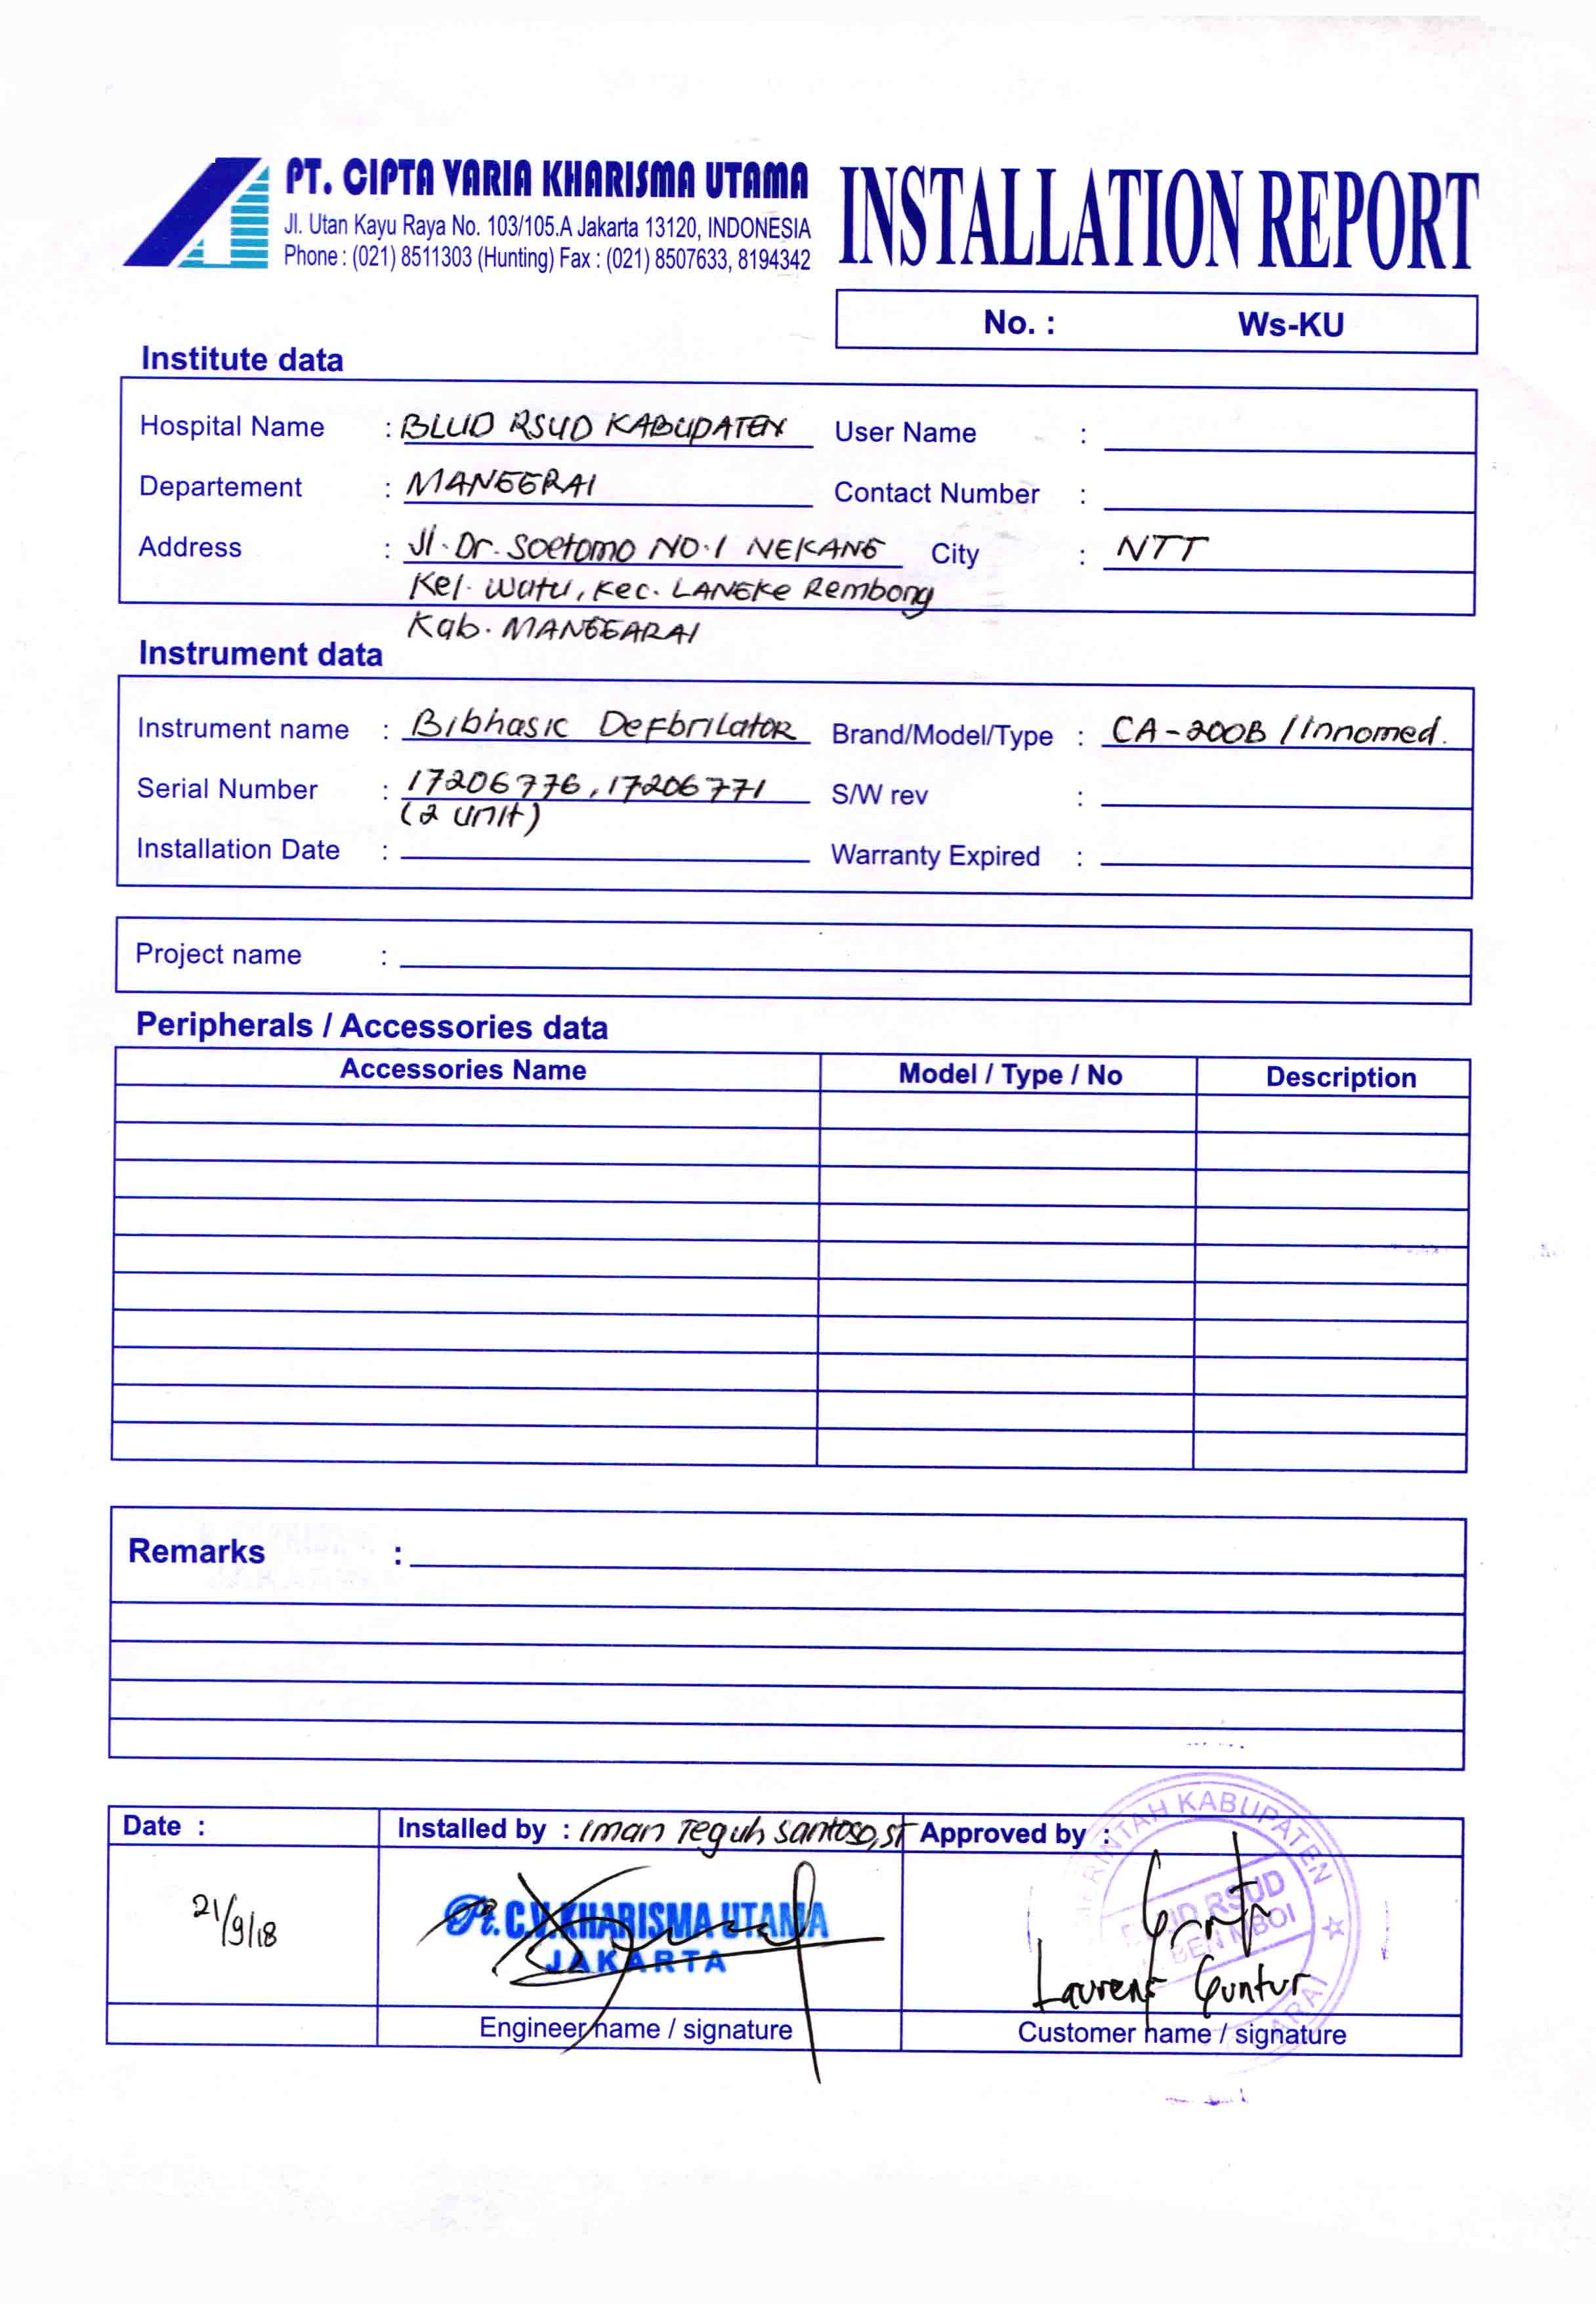 PT. CIPTA VARIA KHARISMA UTAMA
Jl. Utan Kayu Raya No. 103/105.A Jakarta 13120, INDONESIA
Phone : (021) 8511303 (Hunting) Fax : (021) 8507633, 8194342
INSTALLATION REPORT
No. : Ws-KU
Institute data
Hospital Name : BLUD RSUD KABUPATEN User Name :
Departement : MANGGRAI Contact Number :
Address : Jl. Dr. Soetomo NO.1 NEKANG City : NTT
Kel. Watu, Kec. LANGKe Rembong
Kab. MANGGARAI
Instrument data
Instrument name : Bibhasic Defbrilator Brand/Model/Type : CA-200B / Innomed.
Serial Number : 17206776, 17206771 S/W rev :
(2 unit)
Installation Date : Warranty Expired :
Project name :
Peripherals / Accessories data
Accessories Name Model / Type / No Description
Remarks :
Date : Installed by : Iman Teguh Santoso, ST Approved by :
21/9/18
Pt. C.V. KHARISMA UTAMA
JAKARTA
KABUPATEN
RSUD
BEN MBOI
Laurens Guntur
Engineer name / signature Customer name / signature